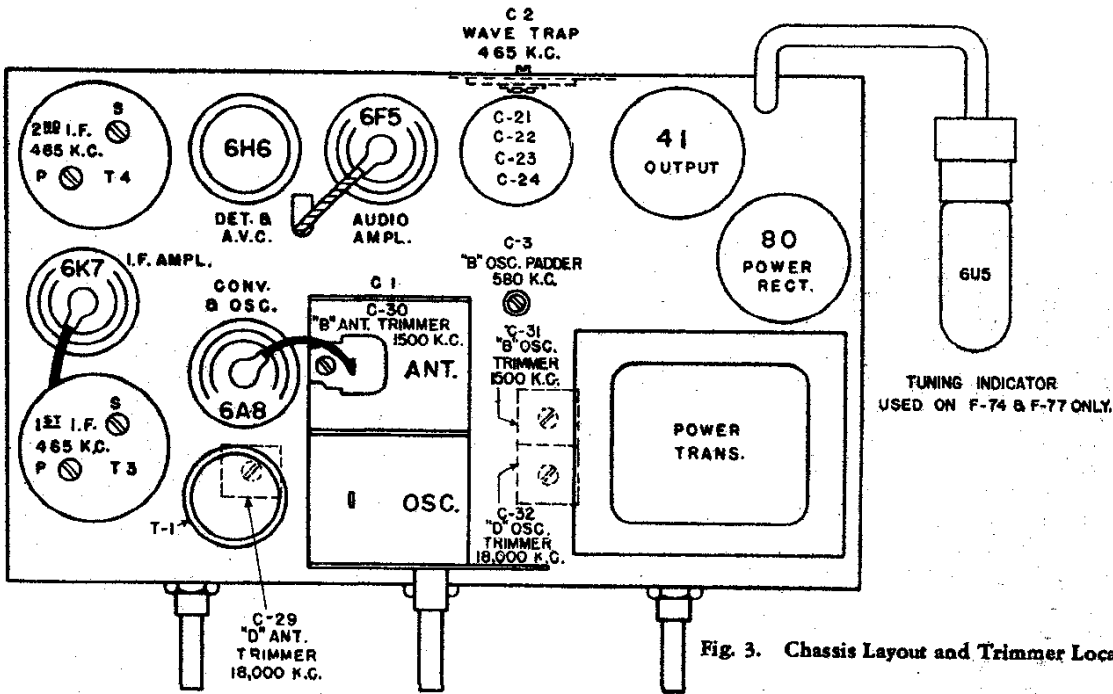 C 2
WAVE TRAP
465 K.C.
S
2ND I.F.
465 K.C.
P T 4
6H6
DET. &
A.V.C.
6F5
AUDIO
AMPL.
C-21
C-22
C-23
C-24
41
OUTPUT
80
POWER
RECT.
6U5
TUNING INDICATOR
USED ON F-74 & F-77 ONLY.
6K7
I.F. AMPL.
CONV.
& OSC.
6A8
C 1
C-30
"B" ANT. TRIMMER
1500 K.C.
ANT.
OSC.
C-3
"B" OSC. PADDER
580 K.C.
C-31
"B" OSC.
TRIMMER
1500 K.C.
C-32
"D" OSC.
TRIMMER
18,000 K.C.
POWER
TRANS.
S
1ST I.F.
465 K.C.
P T 3
T-1
C-29
"D" ANT.
TRIMMER
18,000 K.C.
Fig. 3. Chassis Layout and Trimmer Loca